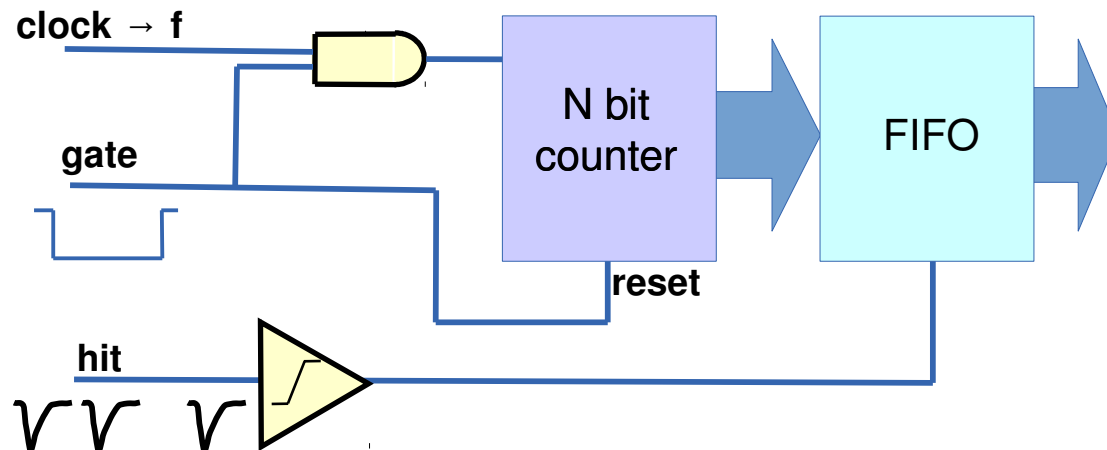 clock → f
gate
hit
N bit
counter
reset
FIFO